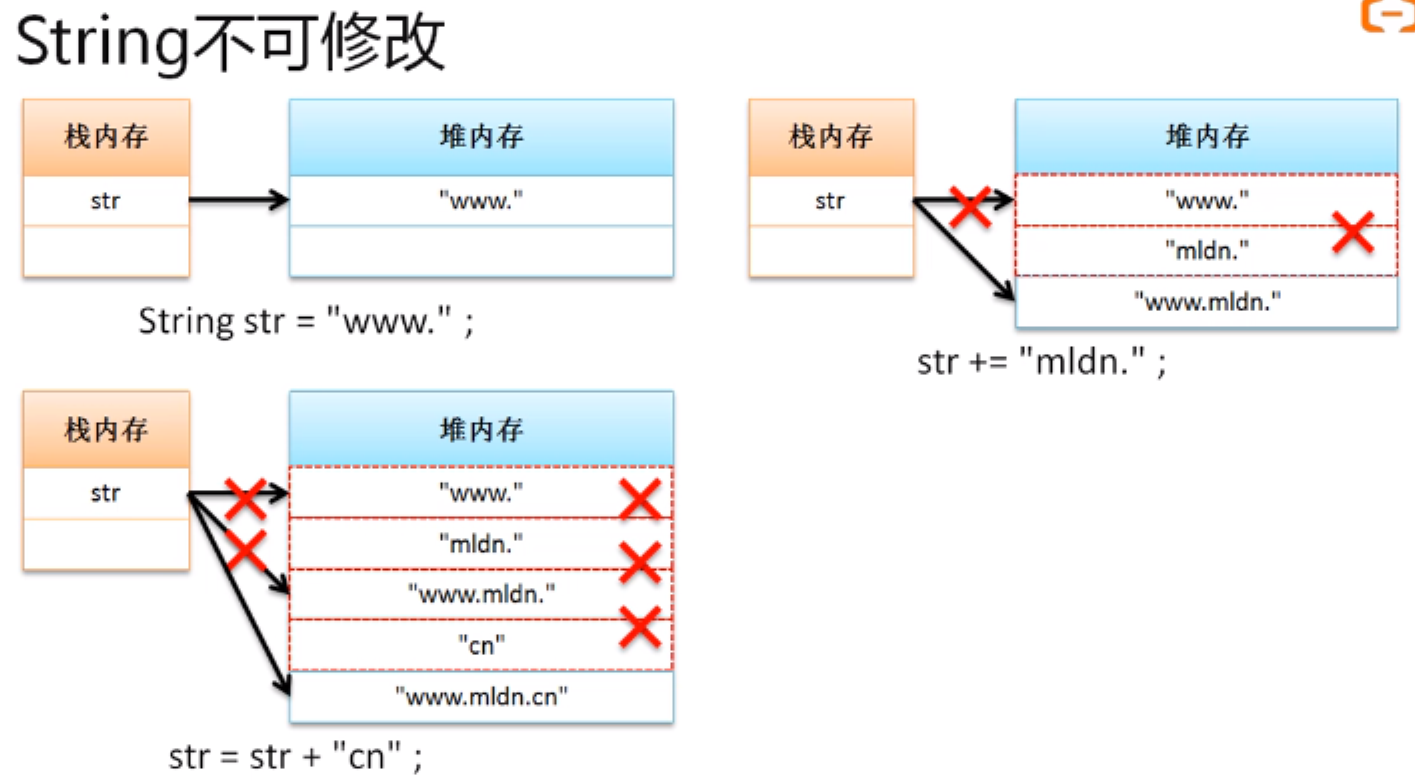 String不可修改
栈内存
堆内存
str
"www."
String str = "www." ;
栈内存
堆内存
str
"www."
"mldn."
"www.mldn."
str += "mldn." ;
栈内存
堆内存
str
"www."
"mldn."
"www.mldn."
"cn"
"www.mldn.cn"
str = str + "cn" ;